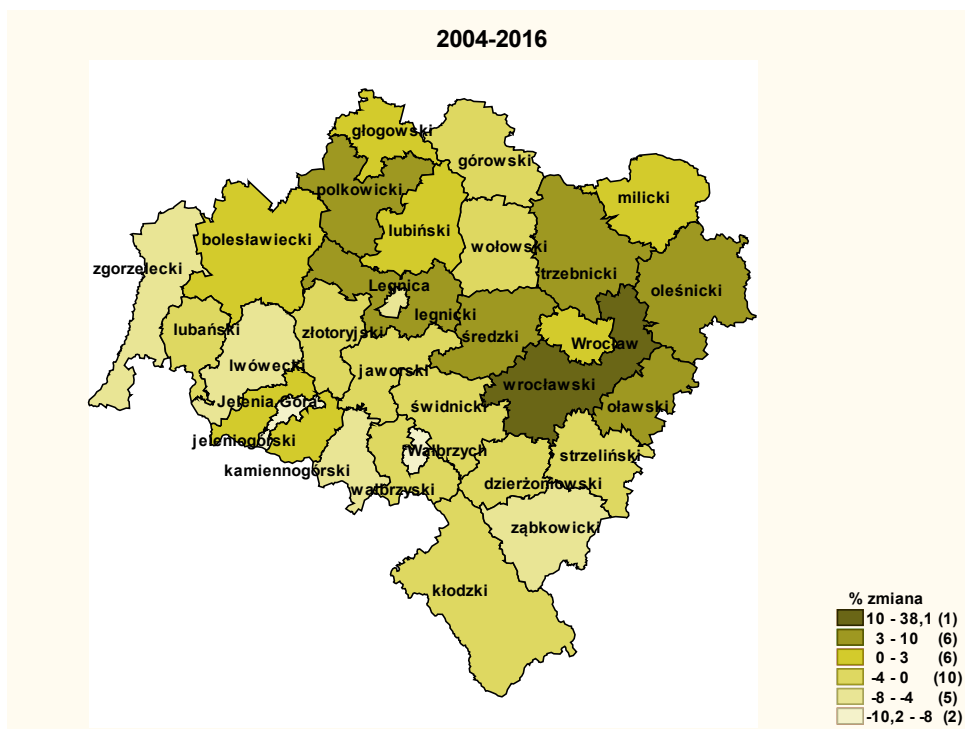 2004-2016
głogowski
górowski
polkowicki
milicki
lubiński
bolesławiecki
wołowski
zgorzelecki
trzebnicki
Legnica
oleśnicki
legnicki
lubański
złotoryjski
średzki
Wrocław
lwówecki
jaworski
wrocławski
Jelenia Góra
świdnicki
oławski
jeleniogórski
Wałbrzych
strzeliński
kamiennogórski
wałbrzyski
dzierżoniowski
ząbkowicki
kłodzki
% zmiana
10 - 38,1 (1)
3 - 10 (6)
0 - 3 (6)
-4 - 0 (10)
-8 - -4 (5)
-10,2 - -8 (2)